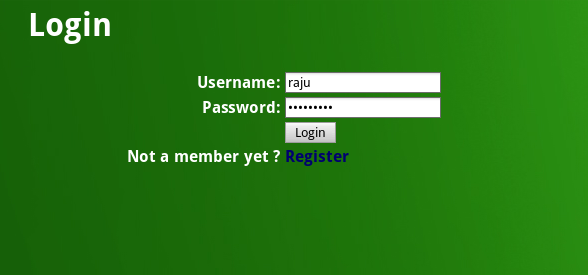 Login
Username: raju
Password: •••••••••
Login
Not a member yet ? Register